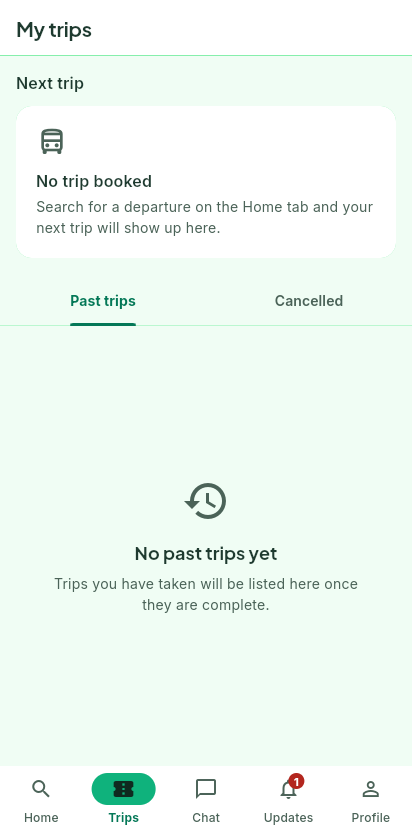 My trips
Next trip
No trip booked
Search for a departure on the Home tab and your
next trip will show up here.
Past trips
Cancelled
No past trips yet
Trips you have taken will be listed here once
they are complete.
1
Home
Trips
Chat
Updates
Profile